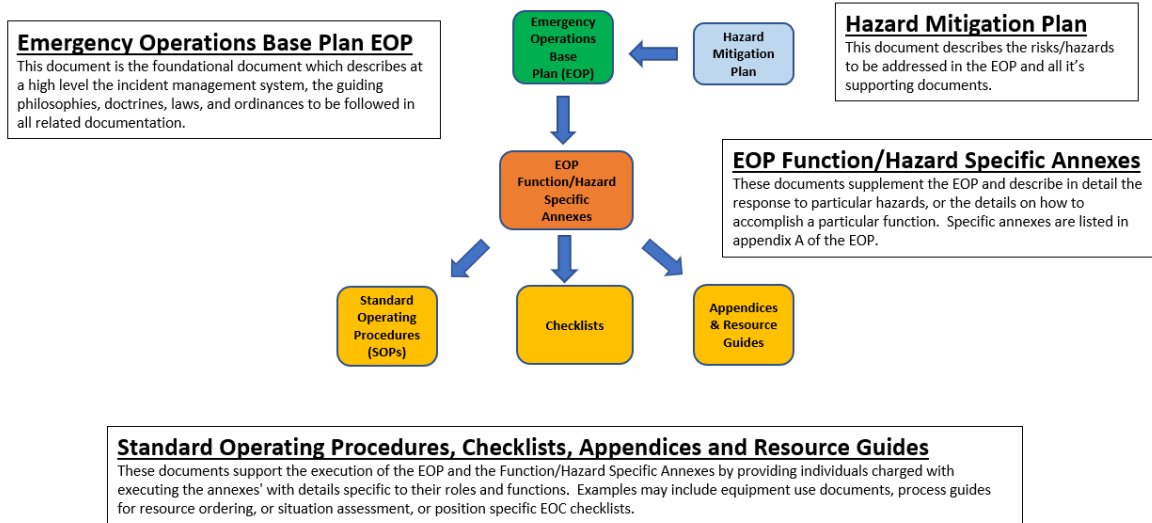 Emergency Operations Base Plan EOP
This document is the foundational document which describes at
a high level the incident management system, the guiding
philosophies, doctrines, laws, and ordinances to be followed in
all related documentation.
Emergency
Operations
Base
Plan (EOP)
Hazard
Mitigation
Plan
Hazard Mitigation Plan
This document describes the risks/hazards
to be addressed in the EOP and all it's
supporting documents.
EOP
Function/Hazard
Specific
Annexes
EOP Function/Hazard Specific Annexes
These documents supplement the EOP and describe in detail the
response to particular hazards, or the details on how to
accomplish a particular function.  Specific annexes are listed in
appendix A of the EOP.
Standard
Operating
Procedures
(SOPs)
Checklists
Appendices
& Resource
Guides
Standard Operating Procedures, Checklists, Appendices and Resource Guides
These documents support the execution of the EOP and the Function/Hazard Specific Annexes by providing individuals charged with
executing the annexes' with details specific to their roles and functions.  Examples may include equipment use documents, process guides
for resource ordering, or situation assessment, or position specific EOC checklists.